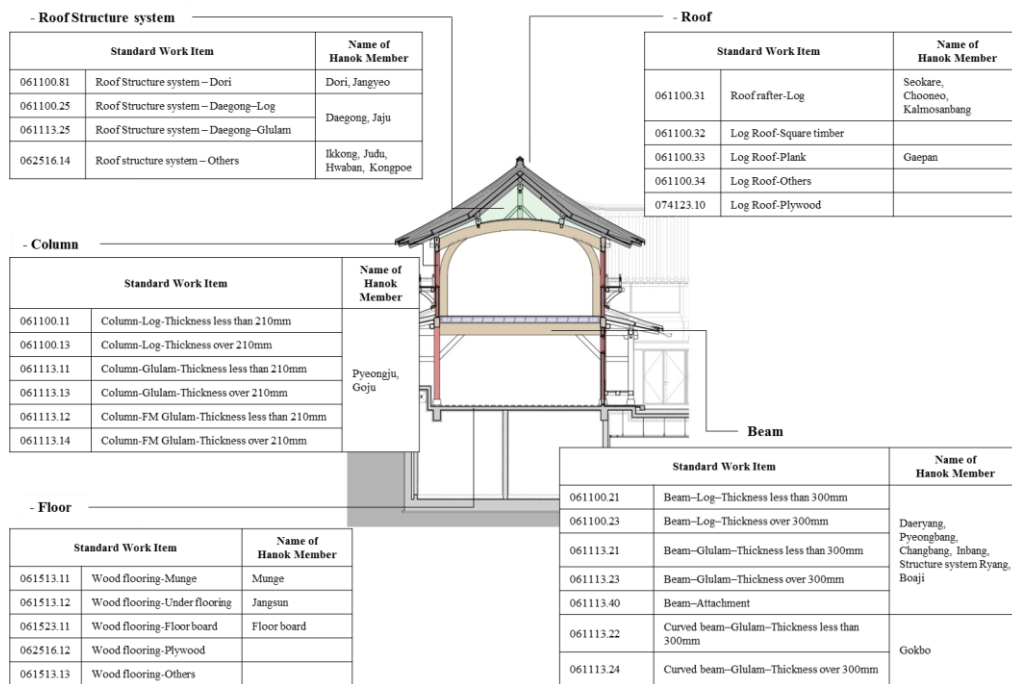 - Roof Structure system
Standard Work Item
Name of
Hanok Member
061100.81 Roof Structure system – Dori Dori, Jangyeo
061100.25 Roof Structure system – Daegong–Log
Daegong, Jaju
061113.25 Roof Structure system – Daegong–Glulam
062516.14 Roof structure system – Others
Ikkong, Judu,
Hwaban, Kongpoe
- Roof
Standard Work Item
Name of
Hanok Member
061100.31 Roof rafter-Log
Seokare,
Chooneo,
Kalmosanbang
061100.32 Log Roof-Square timber
061100.33 Log Roof-Plank Gaepan
061100.34 Log Roof-Others
074123.10 Log Roof-Plywood
- Column
Standard Work Item
Name of
Hanok
Member
061100.11 Column-Log-Thickness less than 210mm
061100.13 Column-Log-Thickness over 210mm
061113.11 Column-Glulam-Thickness less than 210mm
061113.13 Column-Glulam-Thickness over 210mm
061113.12 Column-FM Glulam-Thickness less than 210mm
061113.14 Column-FM Glulam-Thickness over 210mm
Pyeongju,
Goju
- Floor
Standard Work Item
Name of
Hanok Member
061513.11 Wood flooring-Munge Munge
061513.12 Wood flooring-Under flooring Jangsun
061523.11 Wood flooring-Floor board Floor board
062516.12 Wood flooring-Plywood
061513.13 Wood flooring-Others
Beam
Standard Work Item
Name of
Hanok Member
061100.21 Beam–Log–Thickness less than 300mm
061100.23 Beam–Log–Thickness over 300mm
061113.21 Beam–Glulam–Thickness less than 300mm
061113.23 Beam–Glulam–Thickness over 300mm
061113.40 Beam–Attachment
Daeryang,
Pyeongbang,
Changbang, Inbang,
Structure system Ryang,
Boaji
061113.22 Curved beam–Glulam–Thickness less than
300mm
061113.24 Curved beam–Glulam–Thickness over 300mm
Gokbo